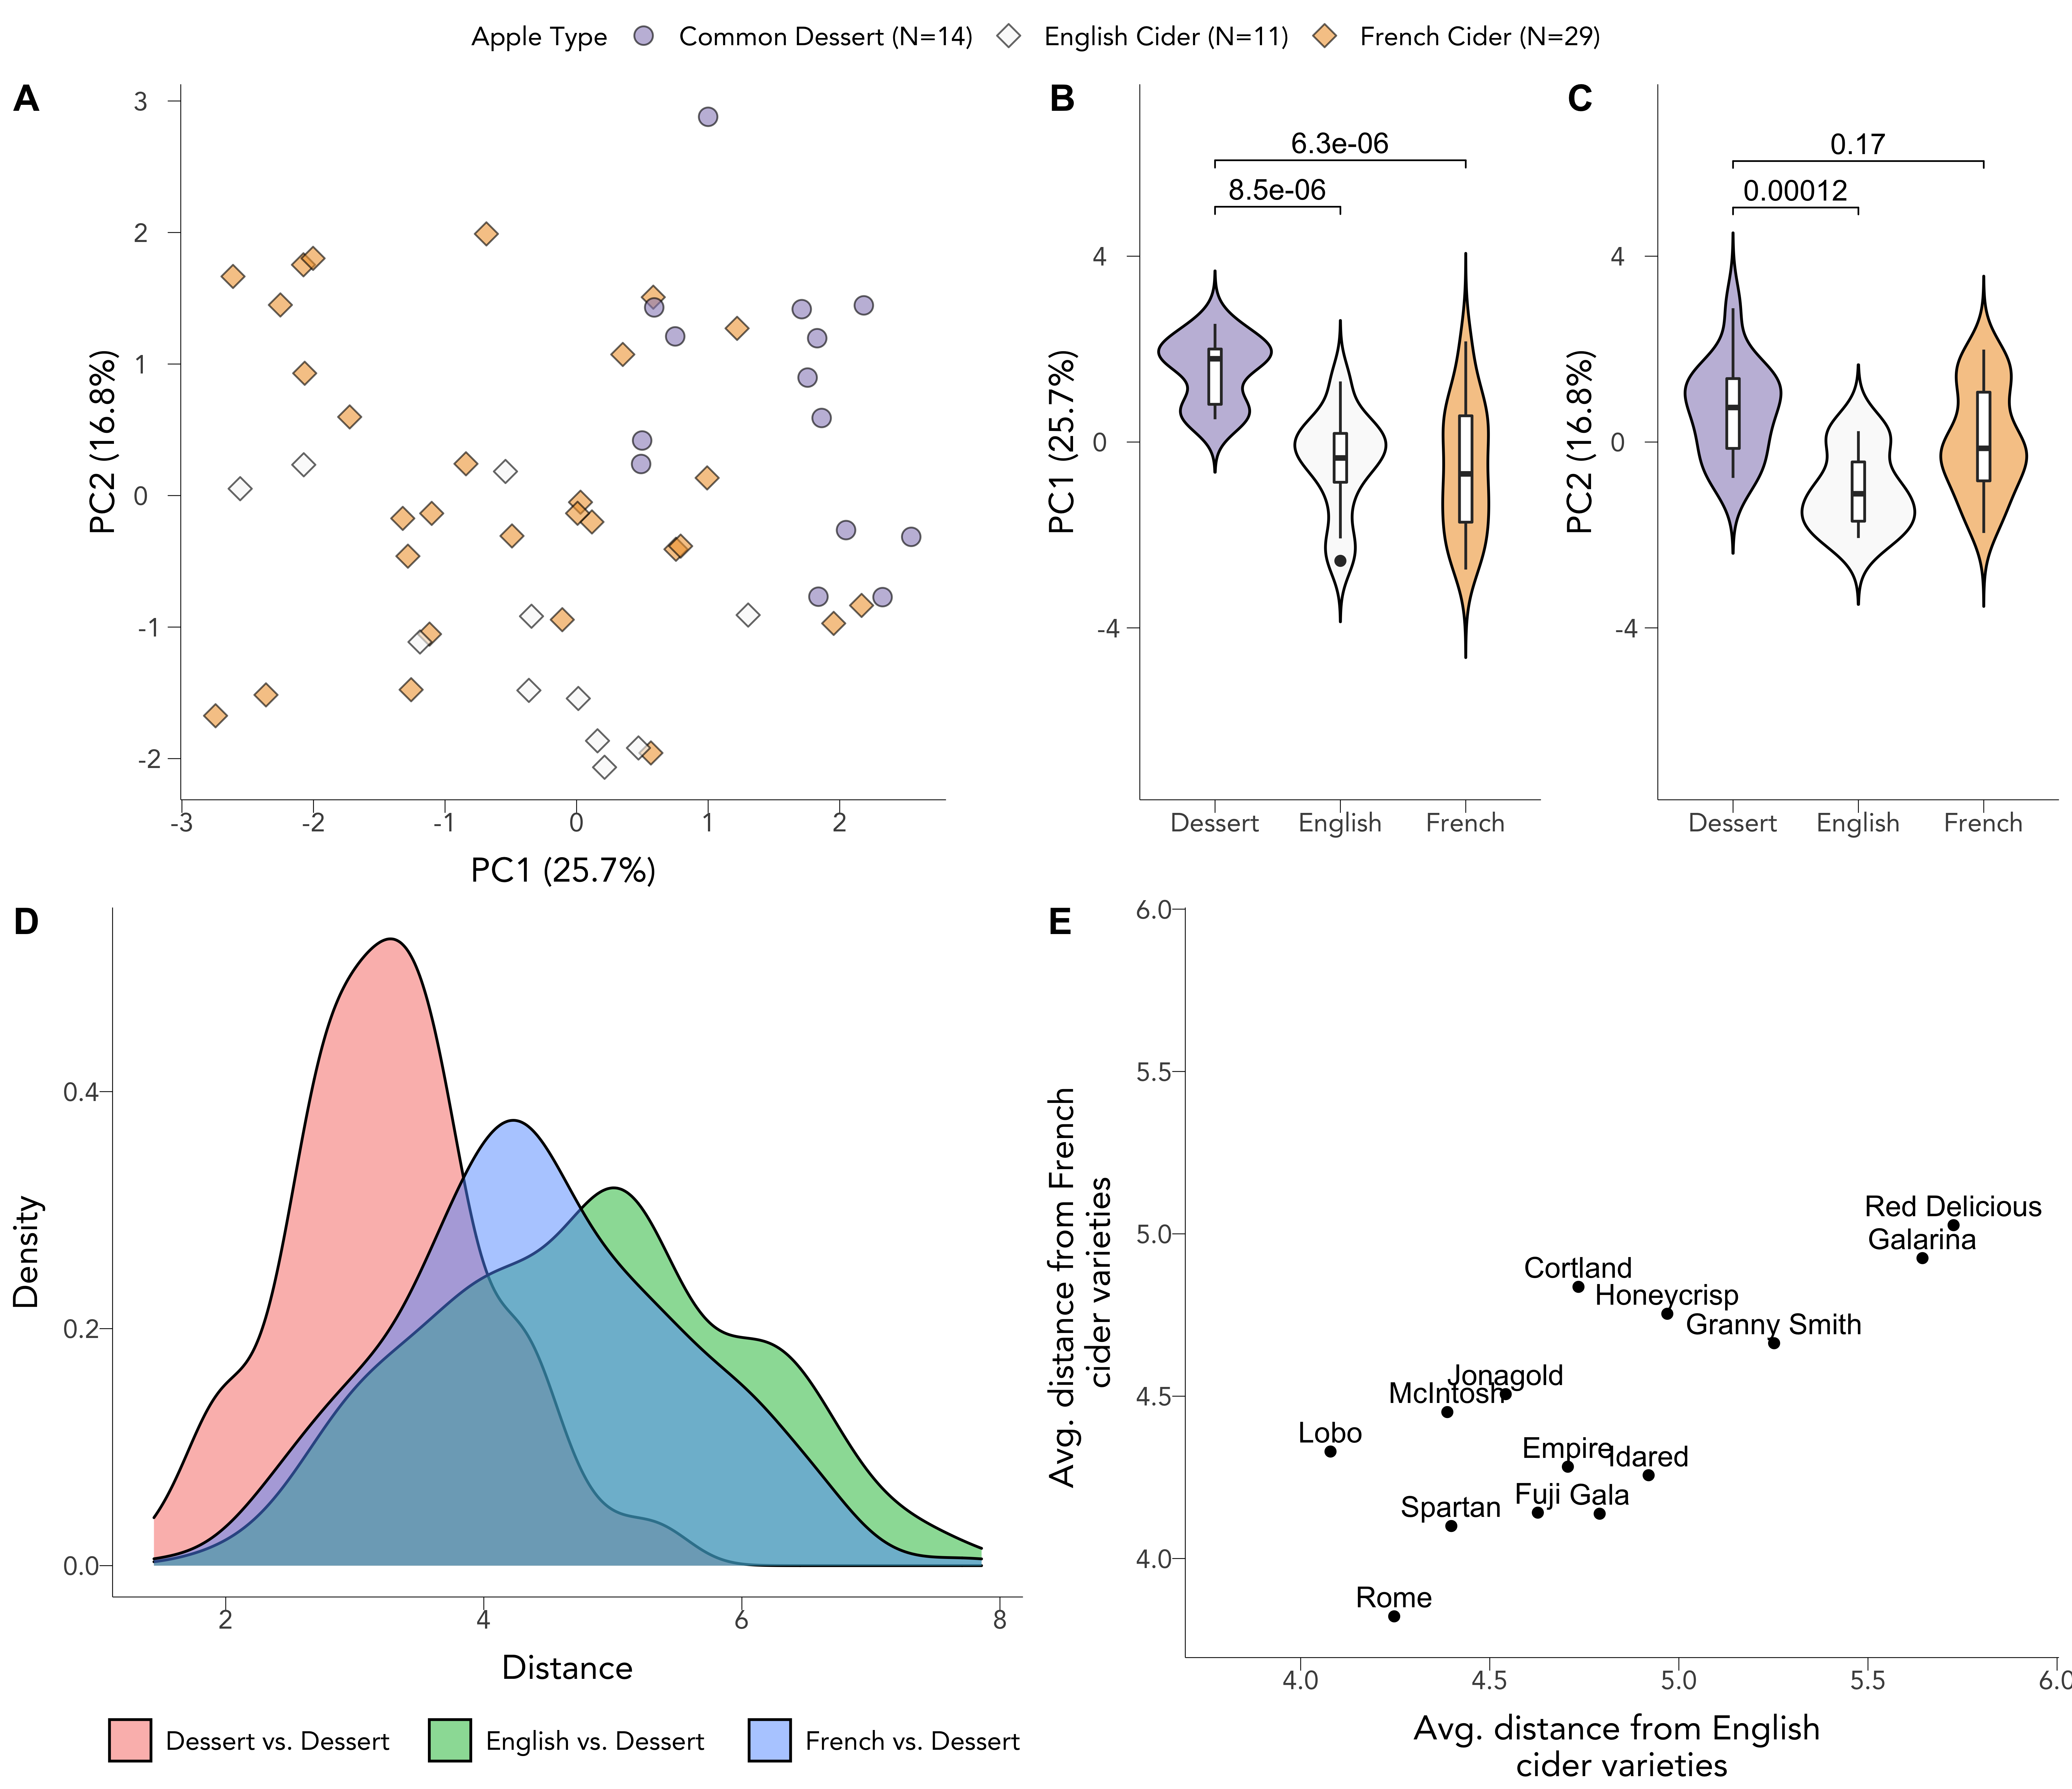 Apple Type Common Dessert (N=14) English Cider (N=11) French Cider (N=29)
A
3
2
1
0
-1
-2
PC2 (16.8%)
-3 -2 -1 0 1 2
PC1 (25.7%)
B
6.3e-06
8.5e-06
4
0
-4
PC1 (25.7%)
Dessert English French
C
0.17
0.00012
4
0
-4
PC2 (16.8%)
Dessert English French
D
0.4
0.2
0.0
Density
2 4 6 8
Distance
Dessert vs. Dessert English vs. Dessert French vs. Dessert
E
6.0
5.5
5.0
4.5
4.0
Avg. distance from French
cider varieties
Red Delicious
Galarina
Cortland
Honeycrisp
Granny Smith
Jonagold
McIntosh
Lobo
Empire
Idared
Fuji Gala
Spartan
Rome
4.0 4.5 5.0 5.5 6.0
Avg. distance from English
cider varieties